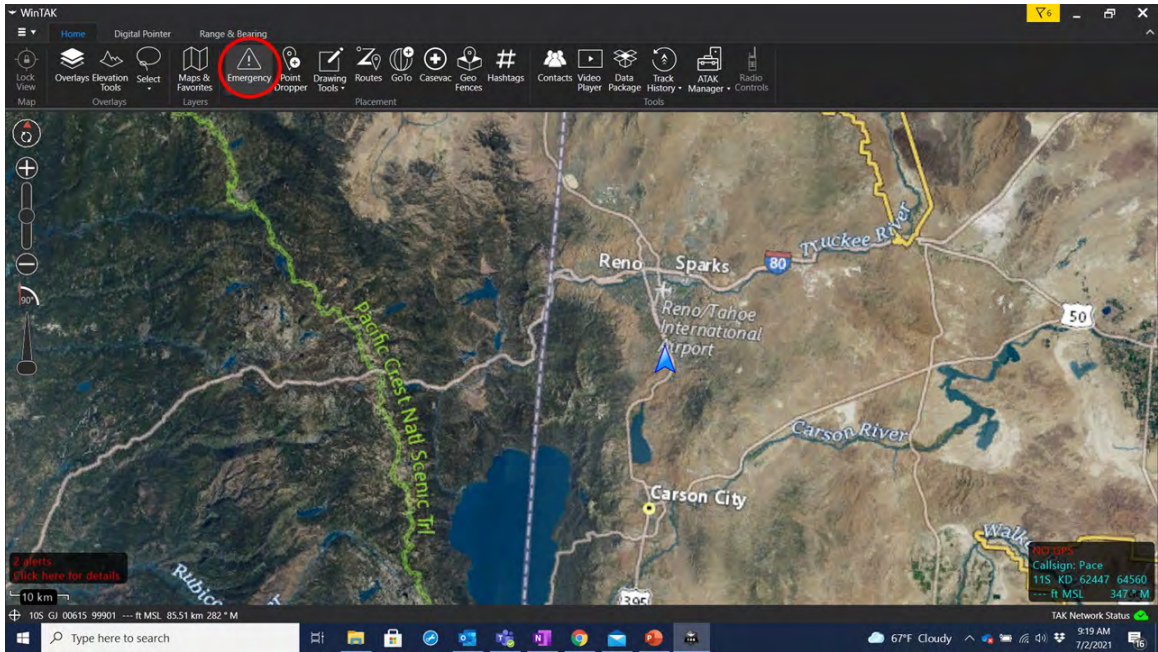 WinTAK
6
Home Digital Pointer Range & Bearing
Lock View
Overlays
Elevation Tools
Select
Maps & Favorites
Emergency
Point Dropper
Drawing Tools
Routes
GoTo
Casevac
Geo Fences
Hashtags
Contacts
Video Player
Data Package
Track History
ATAK Manager
Radio Controls
Map Overlays Layers Placement Tools
90°
Truckee River
Reno Sparks 80
Reno/Tahoe
International
Airport
50
Pacific Crest Natl Scenic Trl
Carson River
Carson City
395
2 alerts
Click here for details
10 km
NO GPS
Callsign: Pace
11S KD 62447 64560
--- ft MSL 347 ° M
10S GJ 00615 99901 --- ft MSL 85.51 km 282 ° M
TAK Network Status
Type here to search
67°F Cloudy
9:19 AM
7/2/2021
16